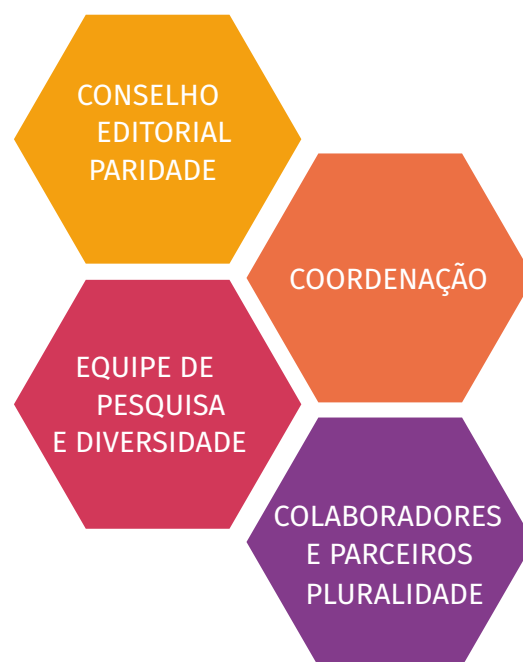 CONSELHO
EDITORIAL
PARIDADE
COORDENAÇÃO
EQUIPE DE
PESQUISA
E DIVERSIDADE
COLABORADORES
E PARCEIROS
PLURALIDADE